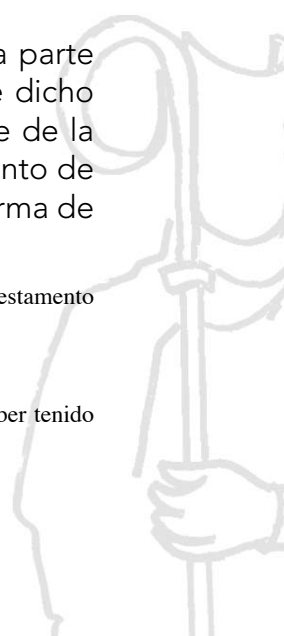 a parte
e dicho
e de la
nto de
rma de
estamento
ber tenido